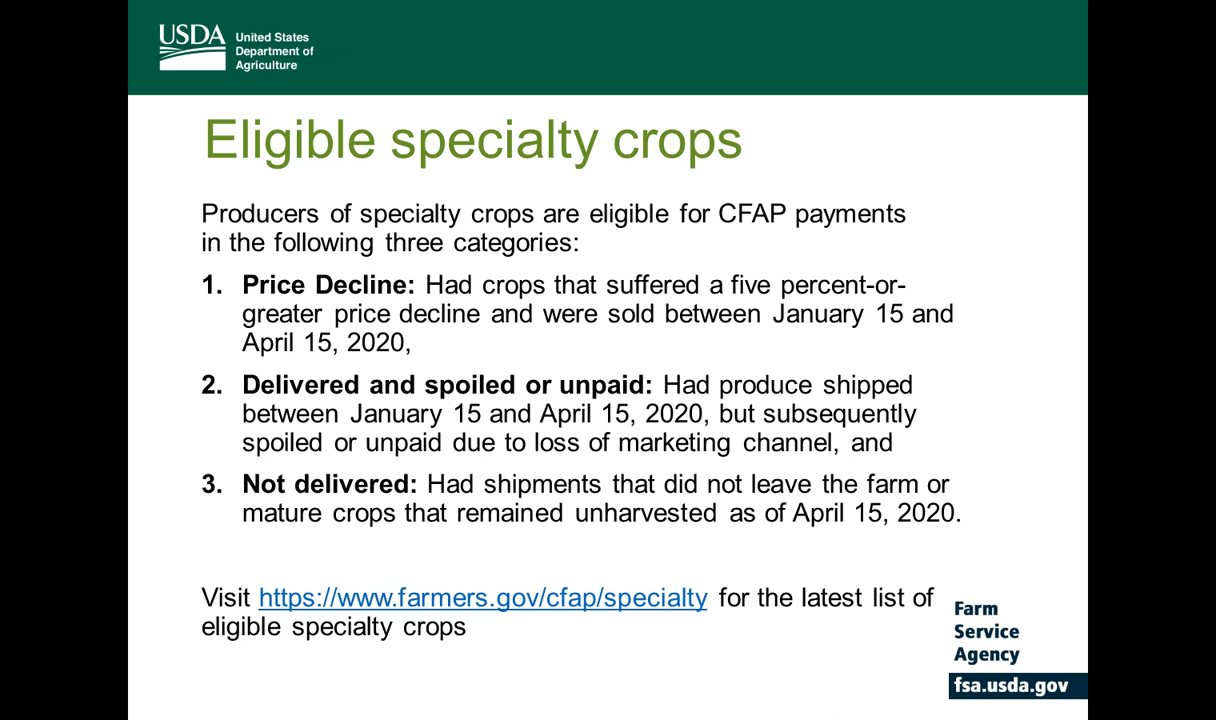 USDA
United States
Department of
Agriculture
Eligible specialty crops
Producers of specialty crops are eligible for CFAP payments
in the following three categories:
1. Price Decline: Had crops that suffered a five percent-or-
greater price decline and were sold between January 15 and
April 15, 2020,
2. Delivered and spoiled or unpaid: Had produce shipped
between January 15 and April 15, 2020, but subsequently
spoiled or unpaid due to loss of marketing channel, and
3. Not delivered: Had shipments that did not leave the farm or
mature crops that remained unharvested as of April 15, 2020.
Visit https://www.farmers.gov/cfap/specialty for the latest list of
eligible specialty crops
Farm
Service
Agency
fsa.usda.gov